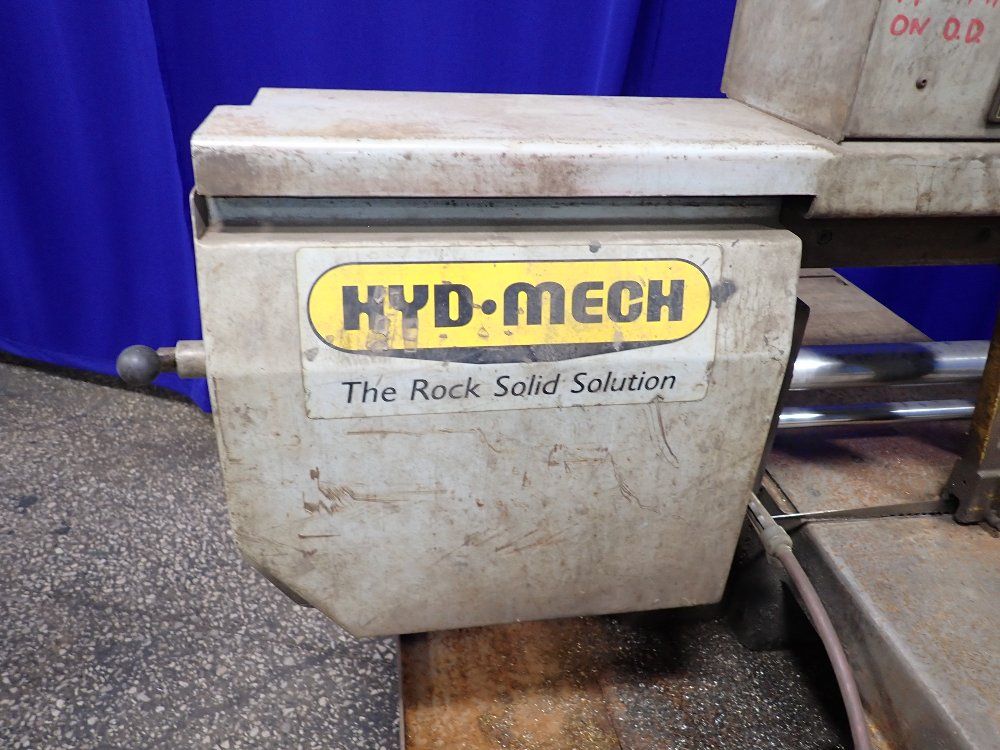 ON O.D.
HYD·MECH
The Rock Solid Solution